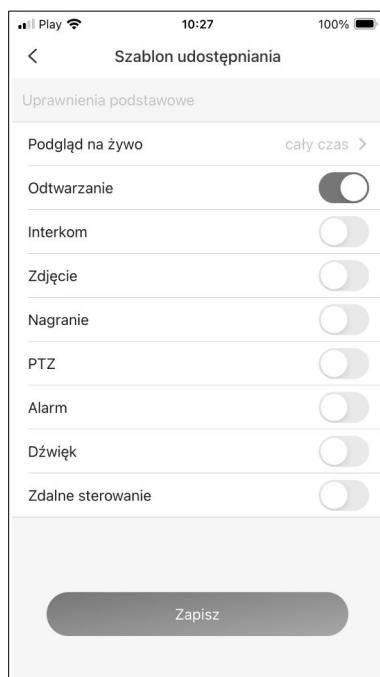 Play 10:27 100%
Szablon udostępniania
Uprawnienia podstawowe
Podgląd na żywo cały czas
Odtwarzanie
Interkom
Zdjęcie
Nagranie
PTZ
Alarm
Dźwięk
Zdalne sterowanie
Zapisz